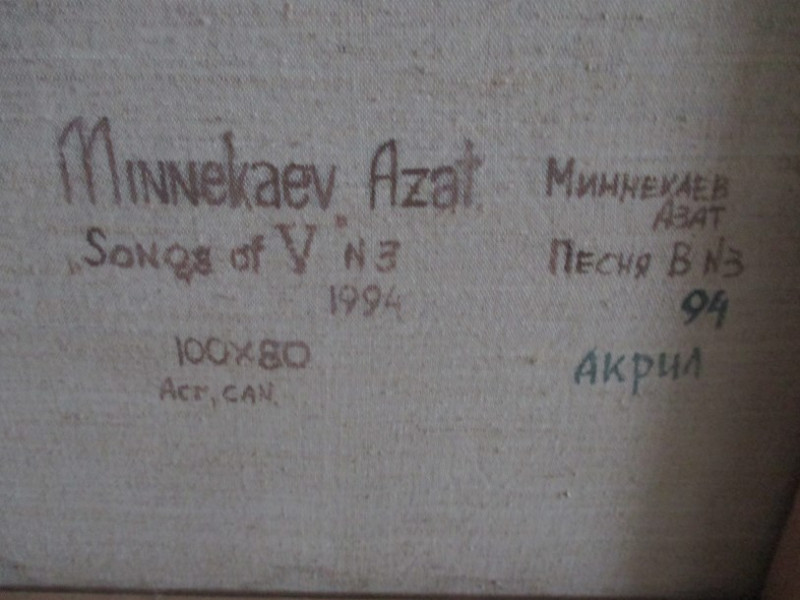 Minnekaev Azat
„Songs of V" N3
1994
100x80
Acr, can.
Миннекаев
Азат
Песня В N3
94
Акрил